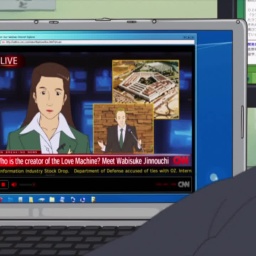 LIVE
Who is the creator of the Love Machine? Meet Wabisuke Jinnouchi
CNN
Information Industry Stock Drop. Department of Defense accused of ties with OZ. Intern
CNN